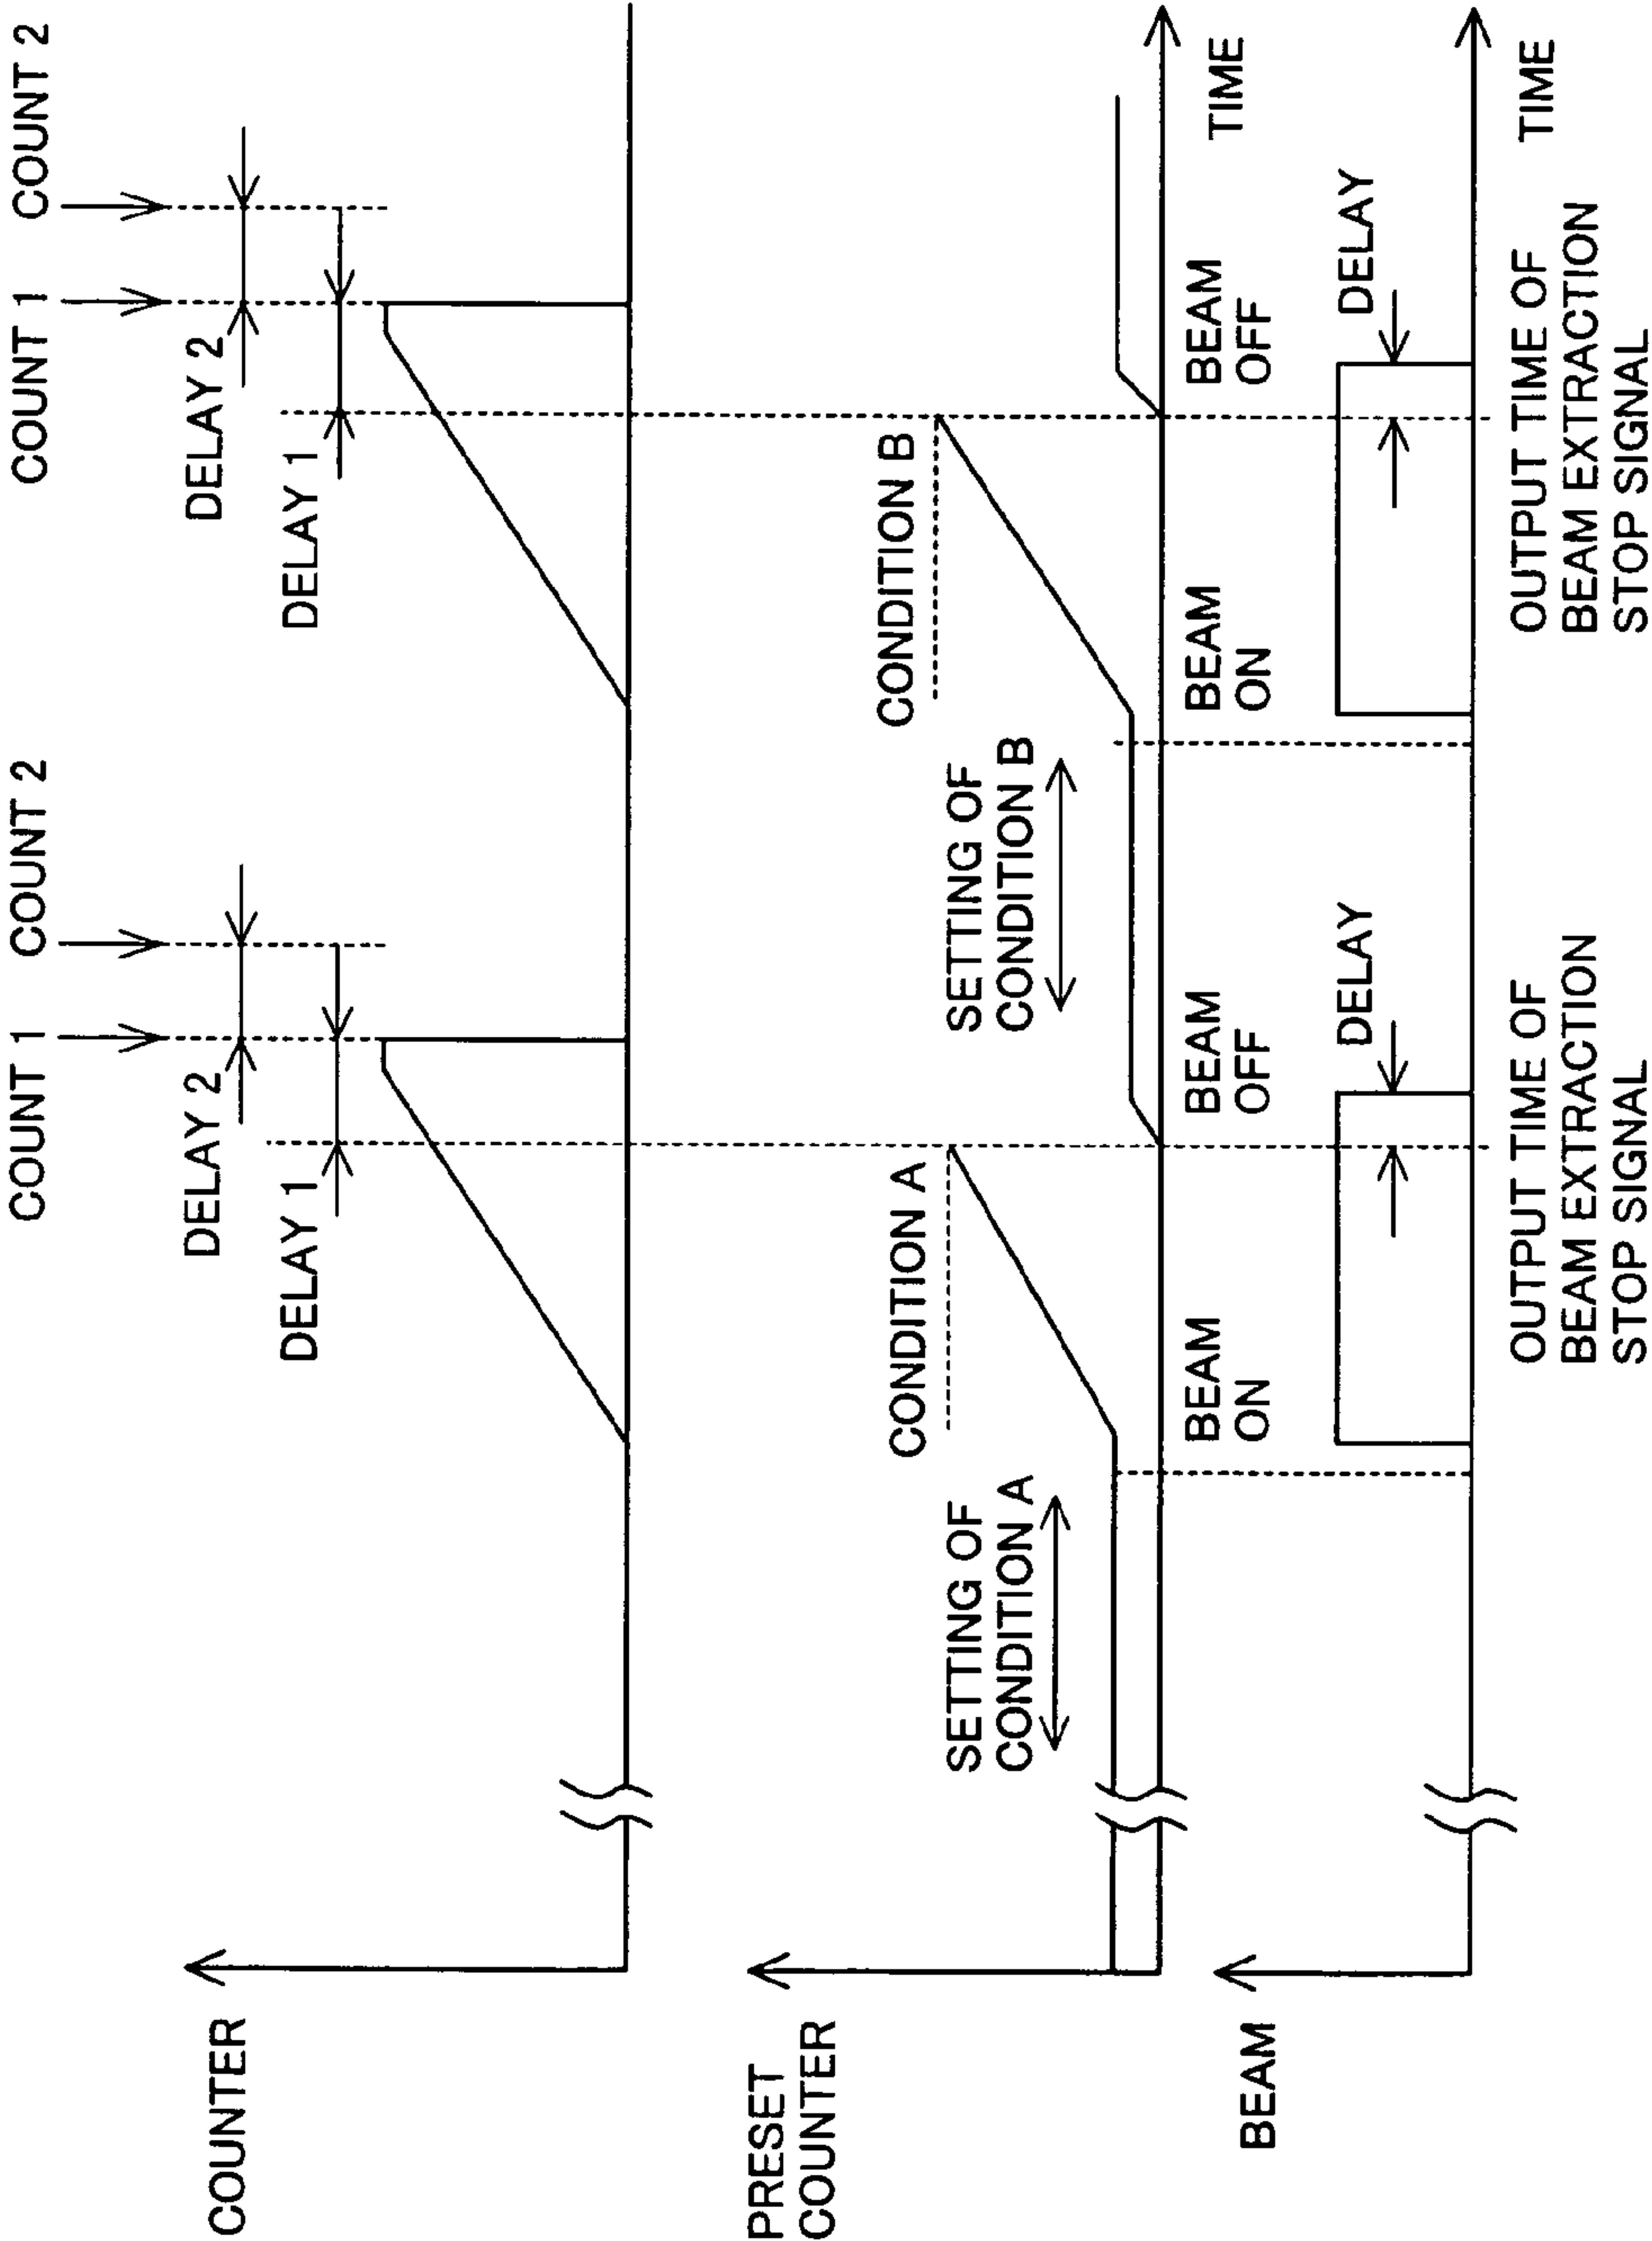 COUNTER
COUNT 1
COUNT 2
DELAY 2
DELAY 1
COUNT 1
COUNT 2
DELAY 2
DELAY 1
PRESET
COUNTER
SETTING OF
CONDITION A
CONDITION A
SETTING OF
CONDITION B
CONDITION B
TIME
BEAM
BEAM
ON
BEAM
OFF
DELAY
BEAM
ON
BEAM
OFF
DELAY
OUTPUT TIME OF
BEAM EXTRACTION
STOP SIGNAL
OUTPUT TIME OF
BEAM EXTRACTION
STOP SIGNAL
TIME